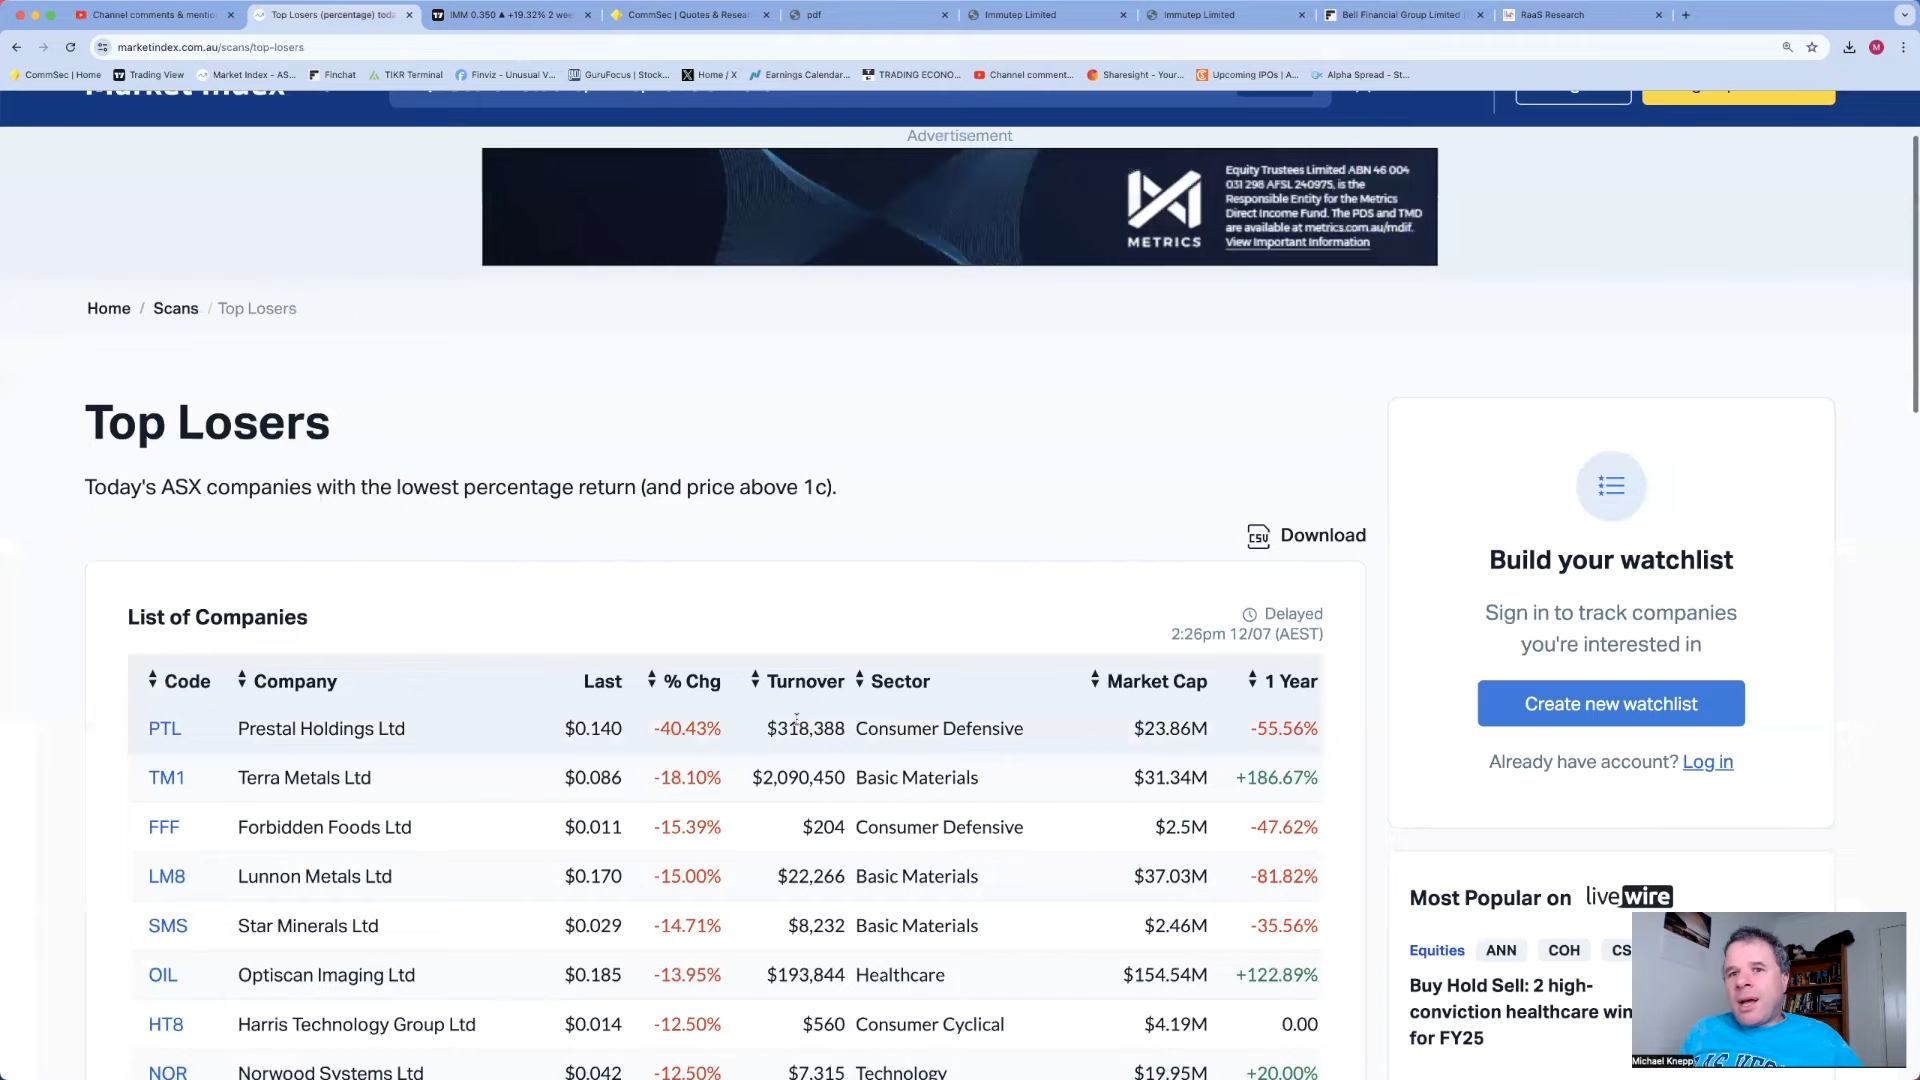 Channel comments & mentio
Top Losers (percentage) toda
IMM 0.350 ▲ +19.32% 2 wee
CommSec | Quotes & Resea
pdf
Immutep Limited
Immutep Limited
Bell Financial Group Limited
RaaS Research
marketindex.com.au/scans/top-losers
CommSec | Home
Trading View
Market Index - AS...
Finchat
TIKR Terminal
Finviz - Unusual V...
GuruFocus | Stock...
Home / X
Earnings Calendar...
TRADING ECONO...
Channel comment...
Sharesight - Your...
Upcoming IPOs | A...
Alpha Spread - St...
Market Index
Advertisement
METRICS
Equity Trustees Limited ABN 46 004
031 298 AFSL 240975, is the
Responsible Entity for the Metrics
Direct Income Fund. The PDS and TMD
are available at metrics.com.au/mdif.
View Important Information
Home / Scans / Top Losers
Top Losers
Today's ASX companies with the lowest percentage return (and price above 1c).
CSV Download
List of Companies
Delayed
2:26pm 12/07 (AEST)
Code Company Last % Chg Turnover Sector Market Cap 1 Year
PTL Prestal Holdings Ltd $0.140 -40.43% $318,388 Consumer Defensive $23.86M -55.56%
TM1 Terra Metals Ltd $0.086 -18.10% $2,090,450 Basic Materials $31.34M +186.67%
FFF Forbidden Foods Ltd $0.011 -15.39% $204 Consumer Defensive $2.5M -47.62%
LM8 Lunnon Metals Ltd $0.170 -15.00% $22,266 Basic Materials $37.03M -81.82%
SMS Star Minerals Ltd $0.029 -14.71% $8,232 Basic Materials $2.46M -35.56%
OIL Optiscan Imaging Ltd $0.185 -13.95% $193,844 Healthcare $154.54M +122.89%
HT8 Harris Technology Group Ltd $0.014 -12.50% $560 Consumer Cyclical $4.19M 0.00
NOR Norwood Systems Ltd $0.042 -12.50% $7,315 Technology $19.95M +20.00%
Build your watchlist
Sign in to track companies
you're interested in
Create new watchlist
Already have account? Log in
Most Popular on livewire
Equities ANN COH CS
Buy Hold Sell: 2 high-
conviction healthcare win
for FY25
Michael Knepp